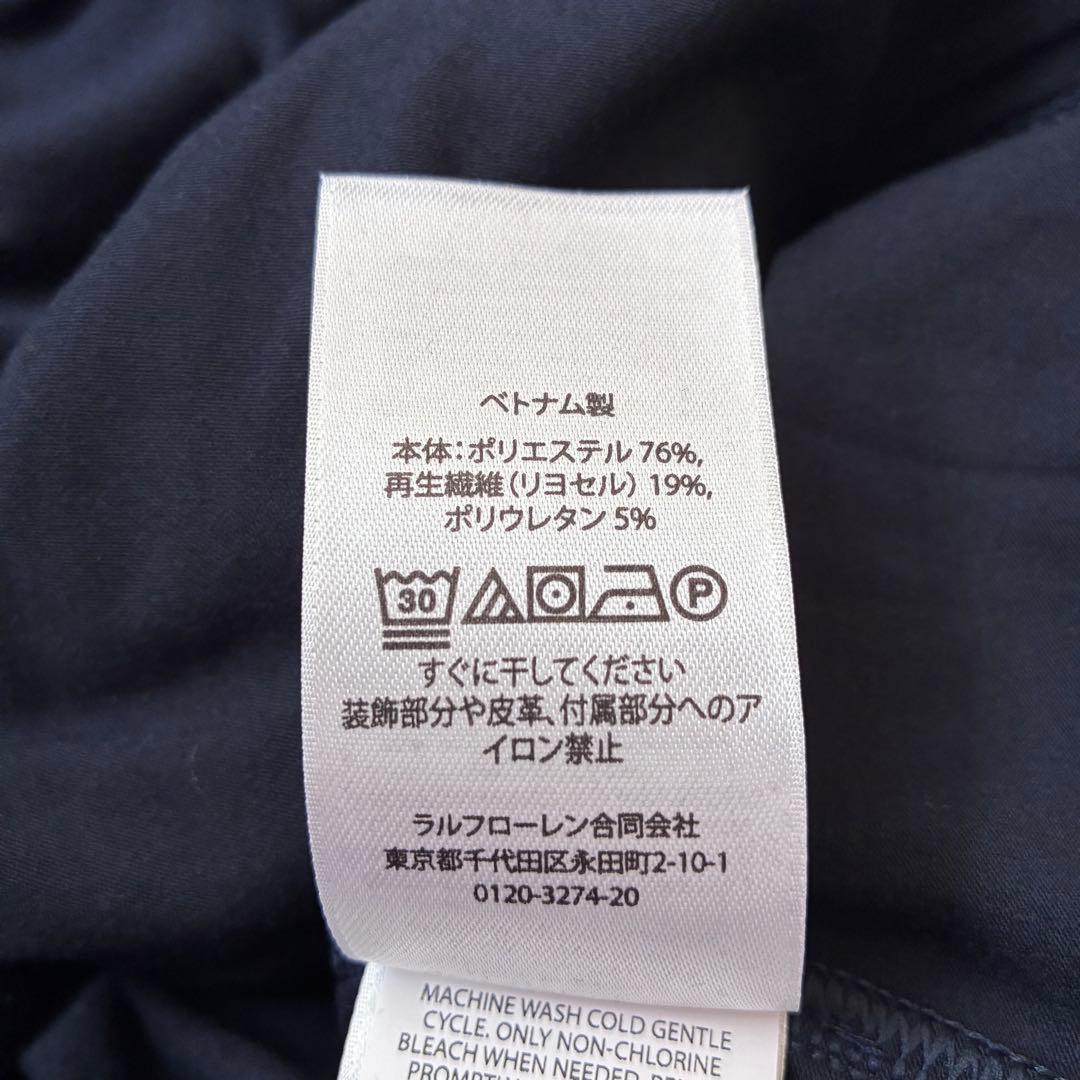 ベトナム製
本体:ポリエステル 76%,
再生繊維(リヨセル) 19%,
ポリウレタン 5%
30 P
すぐに干してください
装飾部分や皮革、付属部分へのア
イロン禁止
ラルフローレン合同会社
東京都千代田区永田町2-10-1
0120-3274-20
MACHINE WASH COLD GENTLE
CYCLE. ONLY NON-CHLORINE
BLEACH WHEN NEEDED.